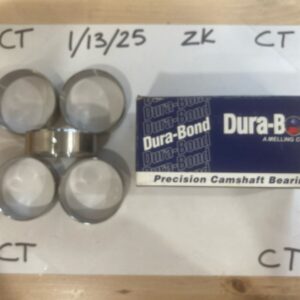 CT 1/13/25 ZK CT
Dura-Bond
Dura-Bond
Dura-Bond
Dura-B
A MELLING C
Precision Camshaft Bearin
CT CT